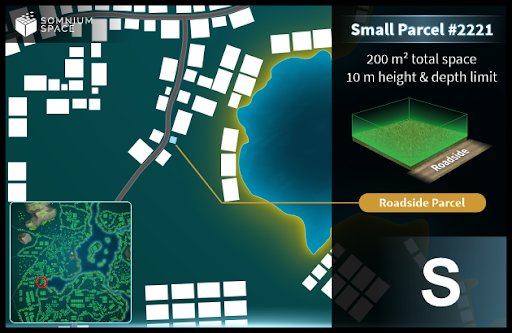 SOMNIUM
SPACE
Small Parcel #2221
200 m² total space
10 m height & depth limit
Roadside
Roadside Parcel
S